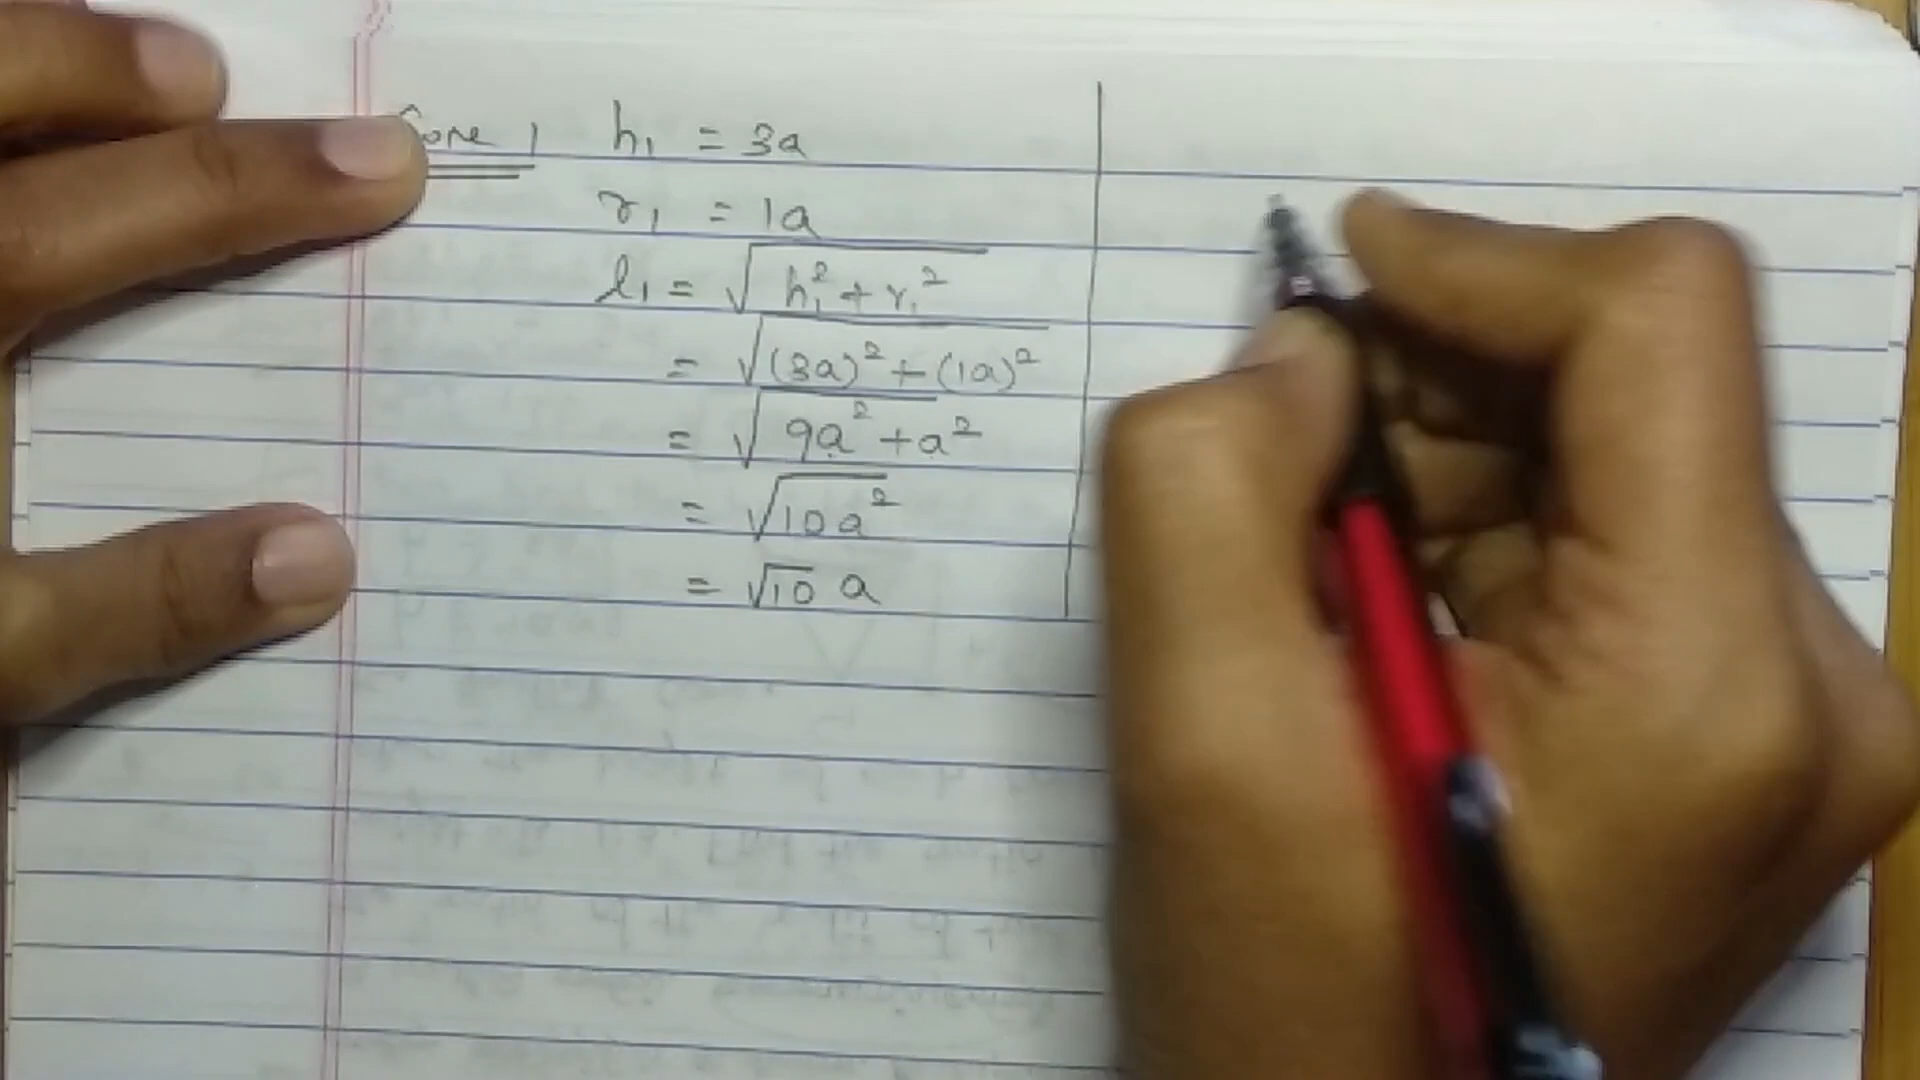 Cone 1 h₁ = 3a
r₁ = 1a
l₁ = √(h₁² + r₁²)
= √((3a)² + (1a)²)
= √(9a² + a²)
= √(10a²)
= √10 a